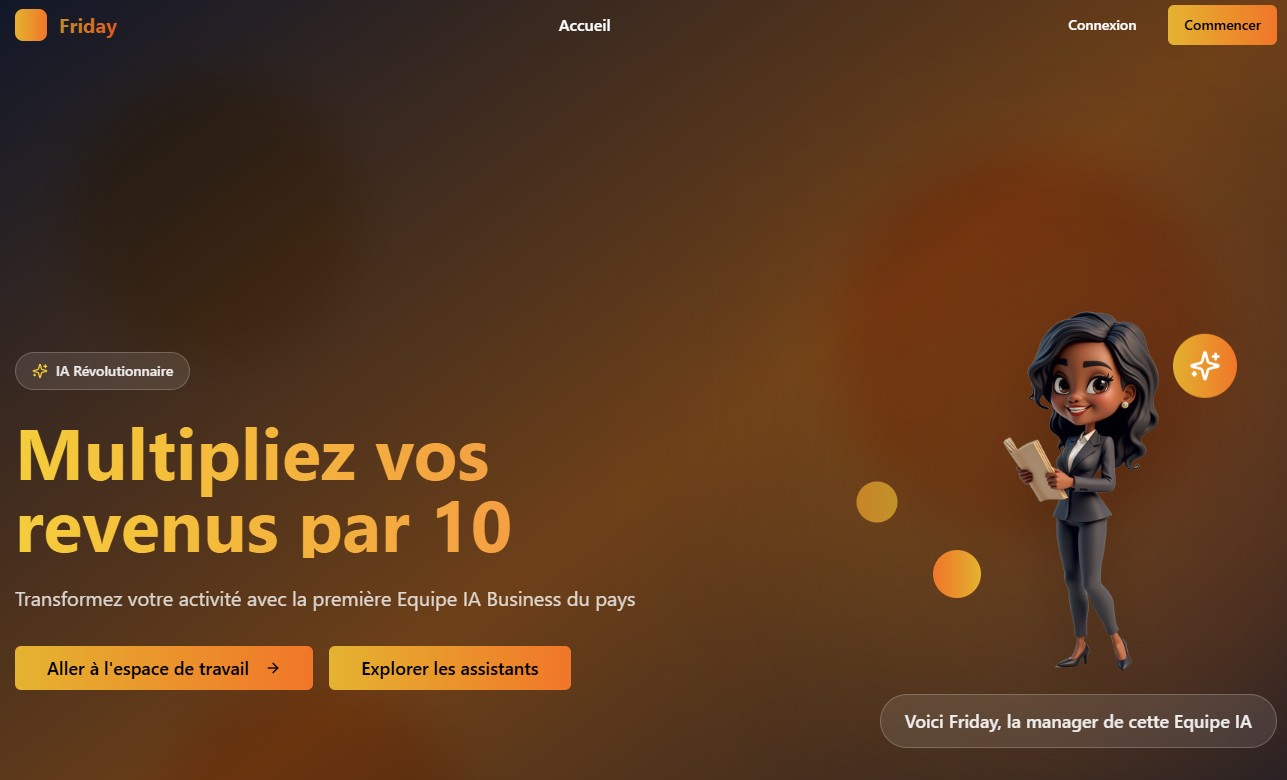 Friday
Accueil
Connexion
Commencer
IA Révolutionnaire
Multipliez vos
revenus par 10
Transformez votre activité avec la première Equipe IA Business du pays
Aller à l'espace de travail →
Explorer les assistants
Voici Friday, la manager de cette Equipe IA